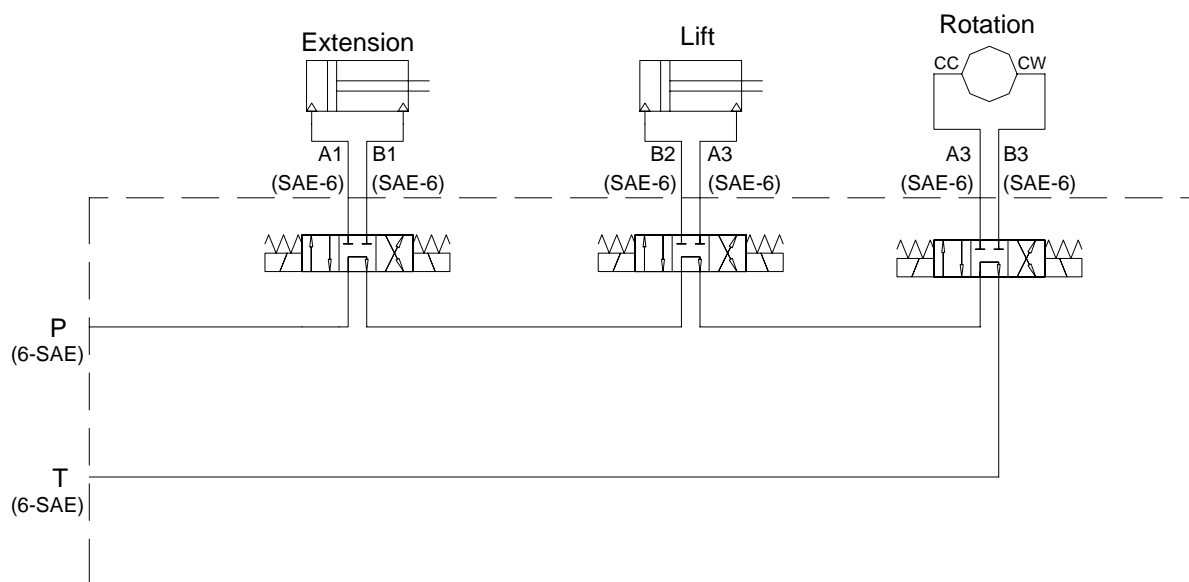 Extension
Lift
Rotation
CC CW
A1 B1
B2 A3
A3 B3
(SAE-6) (SAE-6)
(SAE-6) (SAE-6)
(SAE-6) (SAE-6)
P
(6-SAE)
T
(6-SAE)